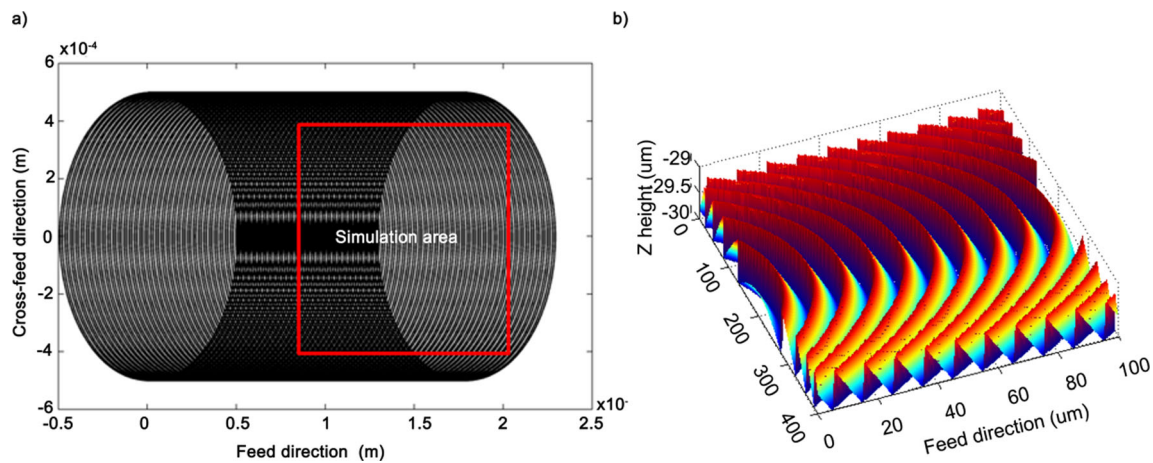 a)
b)
x10-4
6
4
2
0
-2
-4
-6
Cross-feed direction (m)
-0.5 0 0.5 1 1.5 2 2.5
x10-
Feed direction (m)
Simulation area
-29
-29.5
-30
Z height (um)
0
100
200
300
400
0 20 40 60 80 100
Feed direction (um)